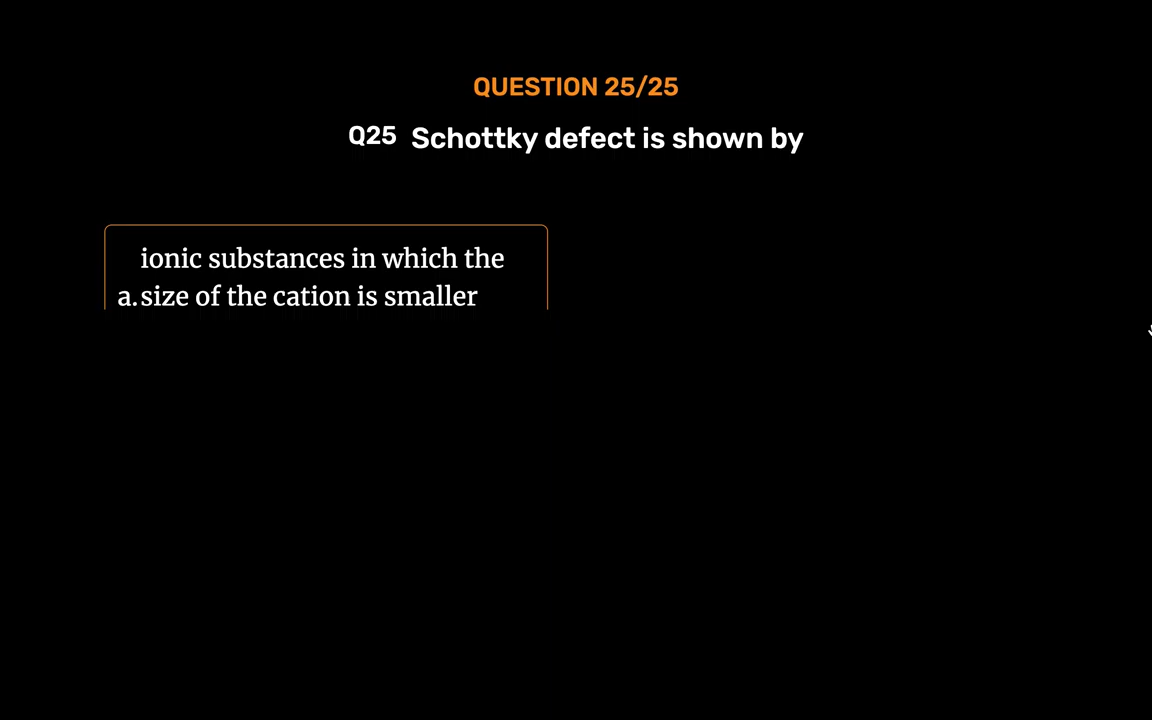 QUESTION 25/25
Q25 Schottky defect is shown by
ionic substances in which the
a. size of the cation is smaller